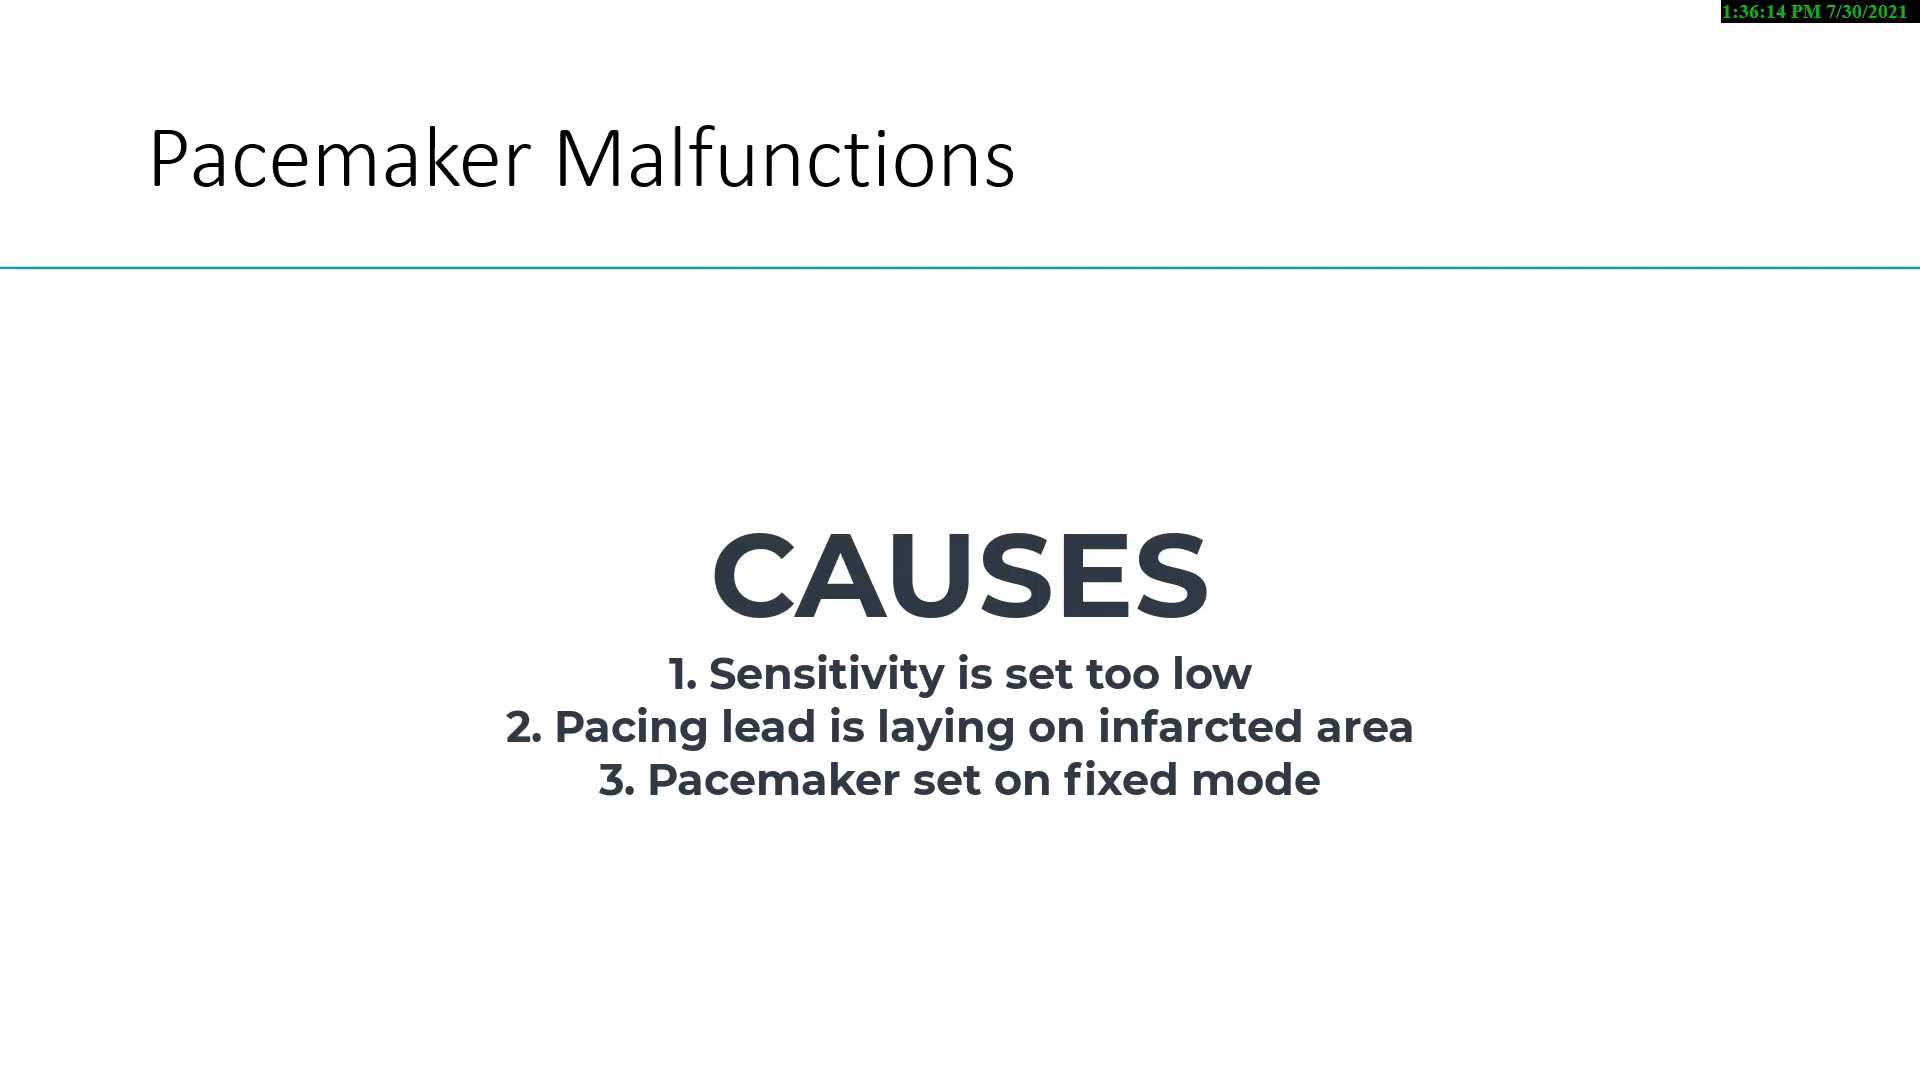 1:36:14 PM 7/30/2021
Pacemaker Malfunctions
CAUSES
1. Sensitivity is set too low
2. Pacing lead is laying on infarcted area
3. Pacemaker set on fixed mode